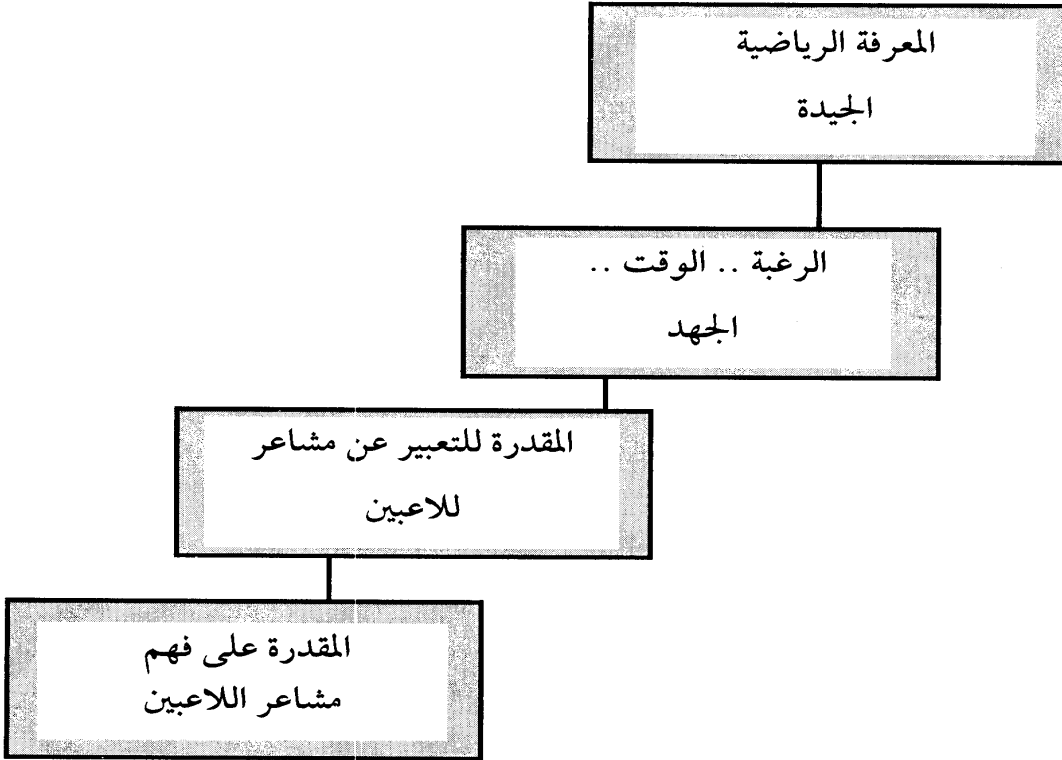 المعرفة الرياضية
الجيدة
الرغبة .. الوقت ..
الجهد
المقدرة للتعبير عن مشاعر
للاعبين
المقدرة على فهم
مشاعر اللاعبين